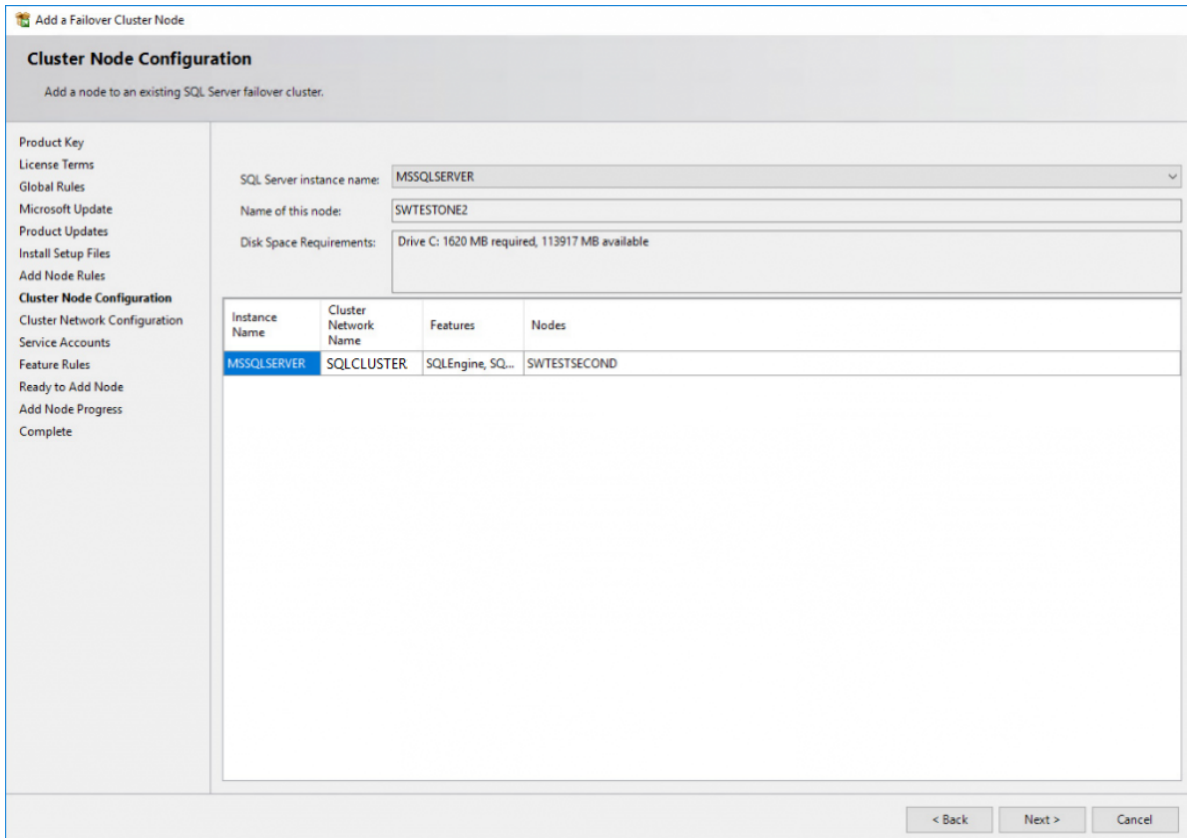 Add a Failover Cluster Node
Cluster Node Configuration
Add a node to an existing SQL Server failover cluster.
Product Key
License Terms
Global Rules
Microsoft Update
Product Updates
Install Setup Files
Add Node Rules
Cluster Node Configuration
Cluster Network Configuration
Service Accounts
Feature Rules
Ready to Add Node
Add Node Progress
Complete
SQL Server instance name: MSSQLSERVER
Name of this node: SWTESTONE2
Disk Space Requirements: Drive C: 1620 MB required, 113917 MB available
Instance Name Cluster Network Name Features Nodes
MSSQLSERVER SQLCLUSTER SQLEngine, SQ... SWTESTSECOND
< Back Next > Cancel